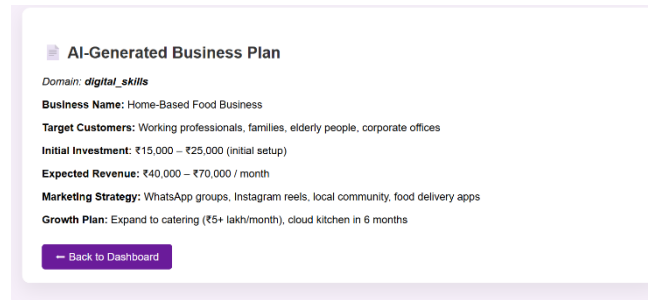 AI-Generated Business Plan
Domain: digital_skills
Business Name: Home-Based Food Business
Target Customers: Working professionals, families, elderly people, corporate offices
Initial Investment: ₹15,000 – ₹25,000 (initial setup)
Expected Revenue: ₹40,000 – ₹70,000 / month
Marketing Strategy: WhatsApp groups, Instagram reels, local community, food delivery apps
Growth Plan: Expand to catering (₹5+ lakh/month), cloud kitchen in 6 months
← Back to Dashboard